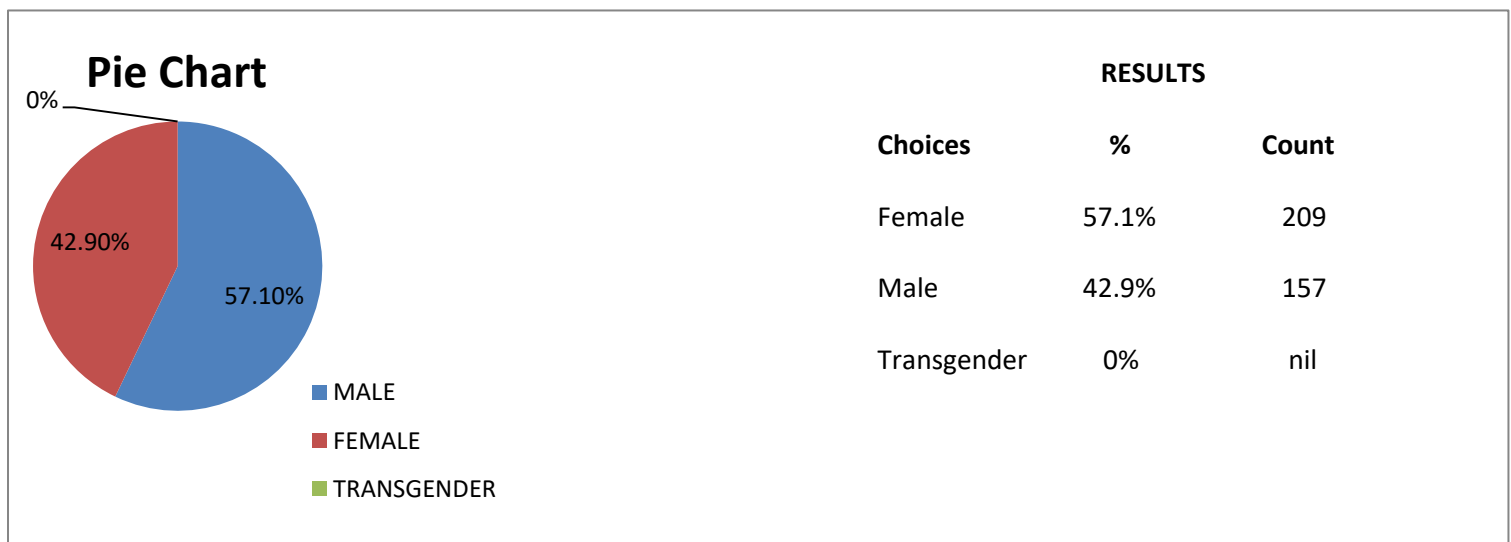 Pie Chart
0%
42.90%
57.10%
MALE
FEMALE
TRANSGENDER
RESULTS
Choices % Count
Female 57.1% 209
Male 42.9% 157
Transgender 0% nil